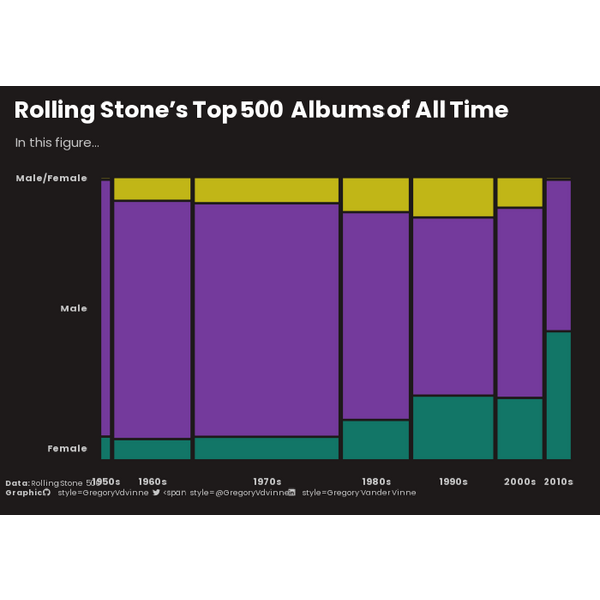 Rolling Stone’s Top 500 Albums of All Time
In this figure...
Male/Female
Male
Female
1950s 1960s 1970s 1980s 1990s 2000s 2010s
Data: Rolling Stone
Graphic: style=GregoryVdvinne <span style=@GregoryVdvinne style=Gregory Vander Vinne